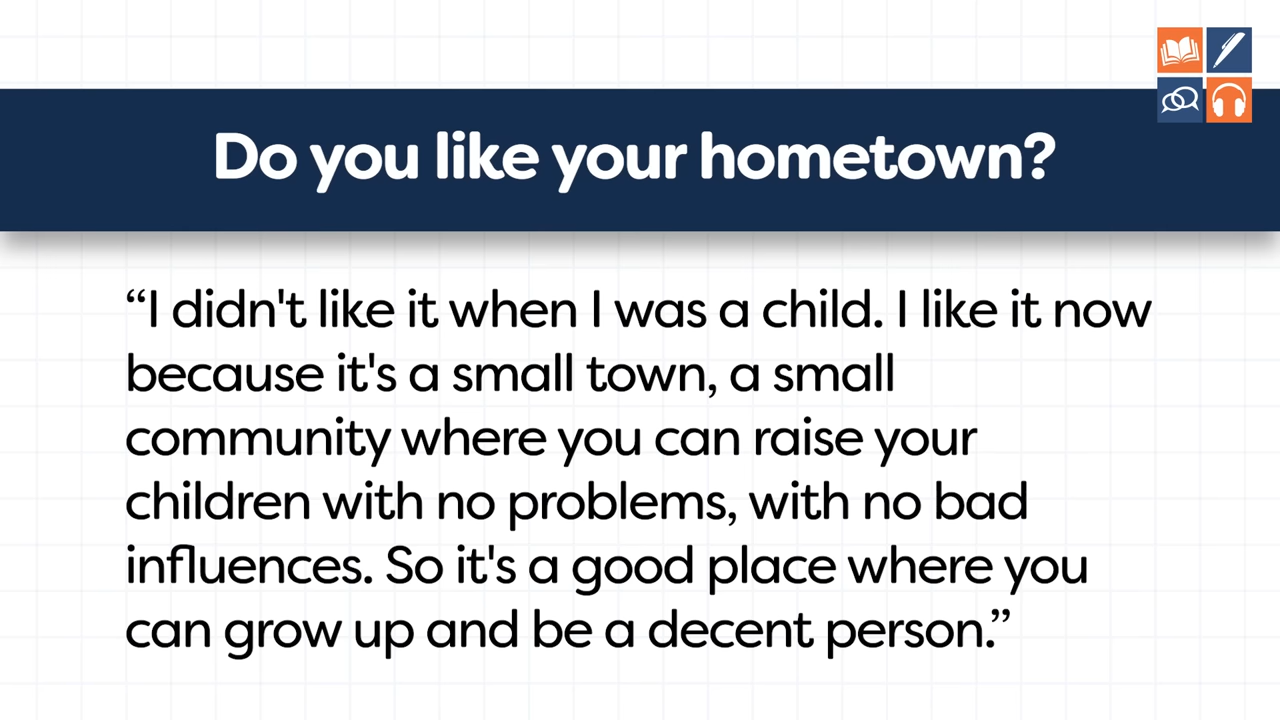 Do you like your hometown?
“I didn't like it when I was a child. I like it now
because it's a small town, a small
community where you can raise your
children with no problems, with no bad
influences. So it's a good place where you
can grow up and be a decent person.”